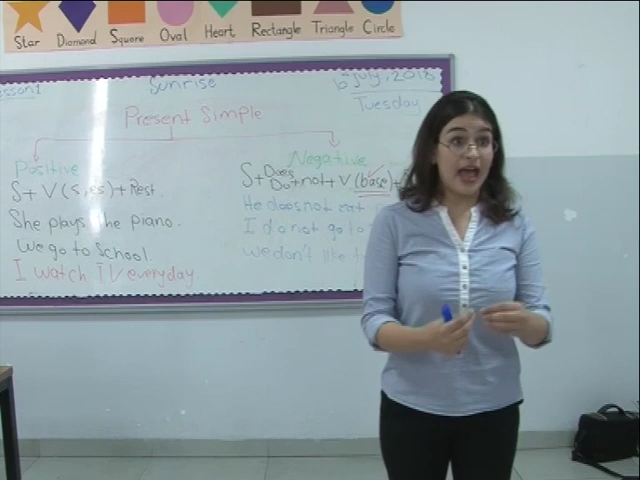 Star Diamond Square Oval Heart Rectangle Triangle Circle
Sunrise
July, 2018
Tuesday
Present Simple
Positive
S+ V (s, es) + Rest.
She plays the piano.
We go to School.
I watch TV everyday.
Negative
S+ Does
Do + not + V (base) +
He does not eat
I do not go to
we don't like